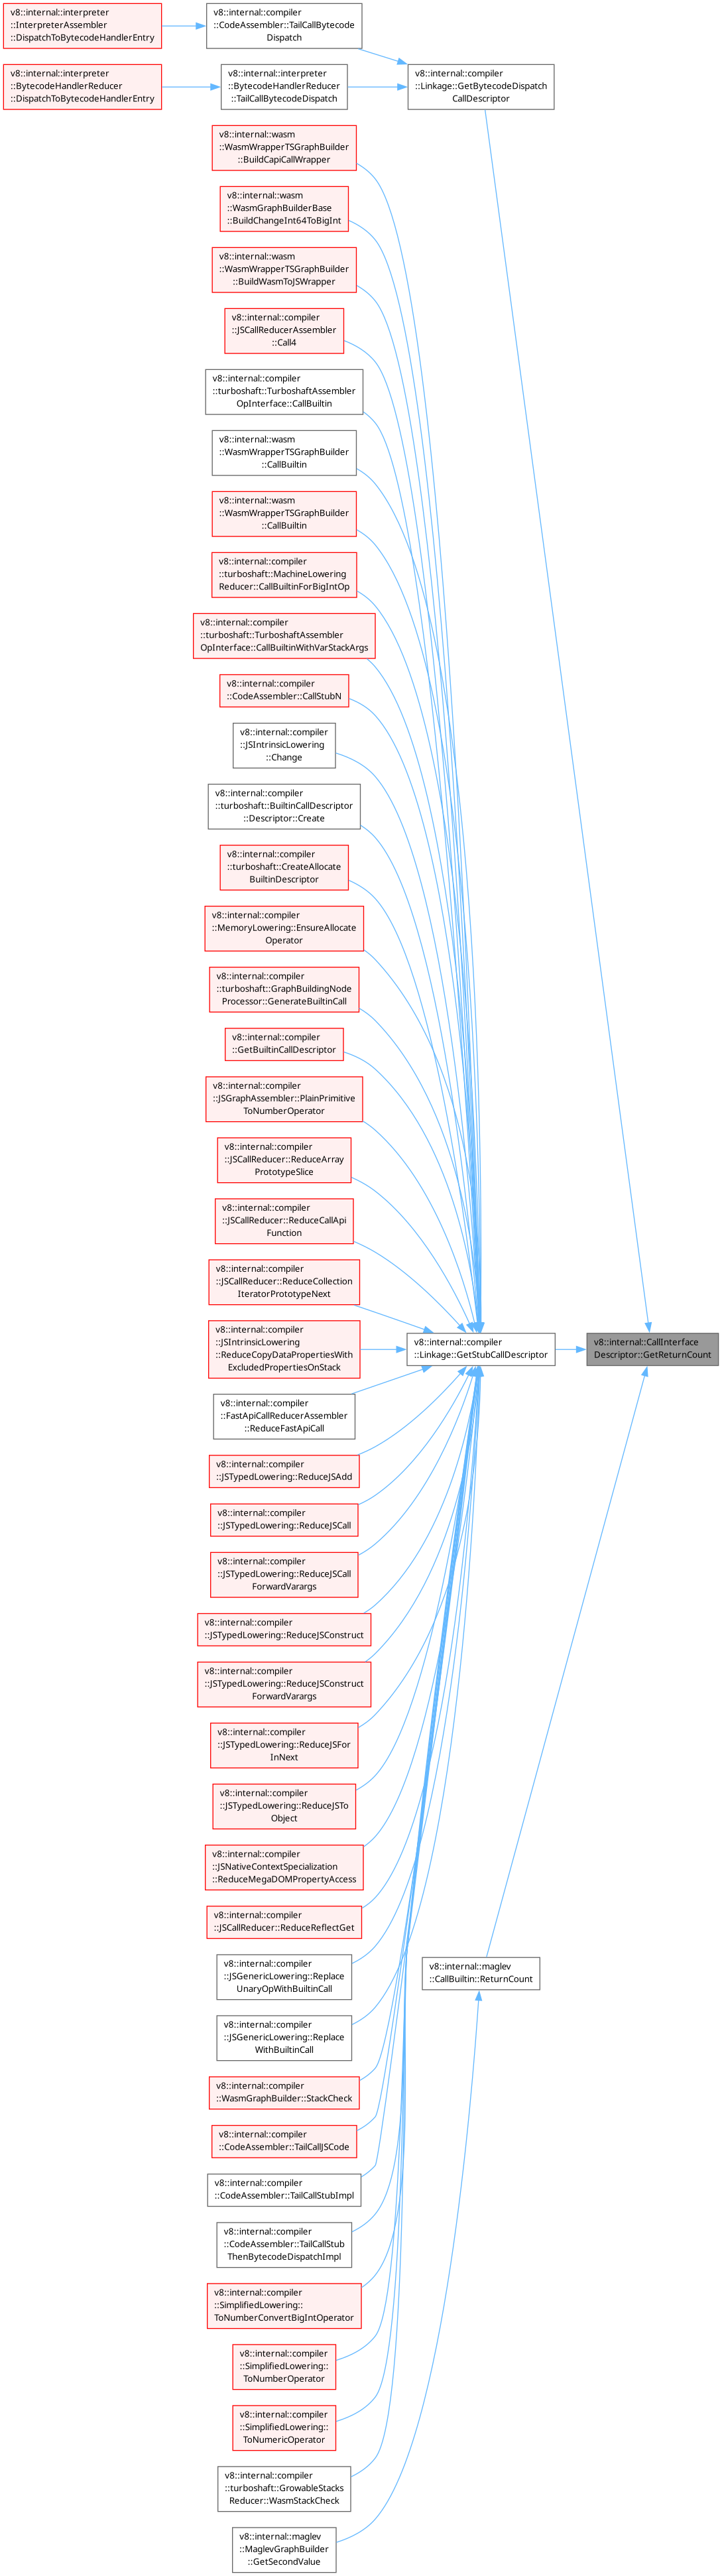 v8::internal::interpreter
::InterpreterAssembler
::DispatchToBytecodeHandlerEntry
v8::internal::compiler
::CodeAssembler::TailCallBytecode
Dispatch
v8::internal::interpreter
::BytecodeHandlerReducer
::DispatchToBytecodeHandlerEntry
v8::internal::interpreter
::BytecodeHandlerReducer
::TailCallBytecodeDispatch
v8::internal::compiler
::Linkage::GetBytecodeDispatch
CallDescriptor
v8::internal::wasm
::WasmWrapperTSGraphBuilder
::BuildCapiCallWrapper
v8::internal::wasm
::WasmGraphBuilderBase
::BuildChangeInt64ToBigInt
v8::internal::wasm
::WasmWrapperTSGraphBuilder
::BuildWasmToJSWrapper
v8::internal::compiler
::JSCallReducerAssembler
::Call4
v8::internal::compiler
::turboshaft::TurboshaftAssembler
OpInterface::CallBuiltin
v8::internal::wasm
::WasmWrapperTSGraphBuilder
::CallBuiltin
v8::internal::wasm
::WasmWrapperTSGraphBuilder
::CallBuiltin
v8::internal::compiler
::turboshaft::MachineLowering
Reducer::CallBuiltinForBigIntOp
v8::internal::compiler
::turboshaft::TurboshaftAssembler
OpInterface::CallBuiltinWithVarStackArgs
v8::internal::compiler
::CodeAssembler::CallStubN
v8::internal::compiler
::JSIntrinsicLowering
::Change
v8::internal::compiler
::turboshaft::BuiltinCallDescriptor
::Descriptor::Create
v8::internal::compiler
::turboshaft::CreateAllocate
BuiltinDescriptor
v8::internal::compiler
::MemoryLowering::EnsureAllocate
Operator
v8::internal::compiler
::turboshaft::GraphBuildingNode
Processor::GenerateBuiltinCall
v8::internal::compiler
::GetBuiltinCallDescriptor
v8::internal::compiler
::JSGraphAssembler::PlainPrimitive
ToNumberOperator
v8::internal::compiler
::JSCallReducer::ReduceArray
PrototypeSlice
v8::internal::compiler
::JSCallReducer::ReduceCallApi
Function
v8::internal::compiler
::JSCallReducer::ReduceCollection
IteratorPrototypeNext
v8::internal::compiler
::JSIntrinsicLowering
::ReduceCopyDataPropertiesWith
ExcludedPropertiesOnStack
v8::internal::compiler
::Linkage::GetStubCallDescriptor
v8::internal::CallInterface
Descriptor::GetReturnCount
v8::internal::compiler
::FastApiCallReducerAssembler
::ReduceFastApiCall
v8::internal::compiler
::JSTypedLowering::ReduceJSAdd
v8::internal::compiler
::JSTypedLowering::ReduceJSCall
v8::internal::compiler
::JSTypedLowering::ReduceJSCall
ForwardVarargs
v8::internal::compiler
::JSTypedLowering::ReduceJSConstruct
v8::internal::compiler
::JSTypedLowering::ReduceJSConstruct
ForwardVarargs
v8::internal::compiler
::JSTypedLowering::ReduceJSFor
InNext
v8::internal::compiler
::JSTypedLowering::ReduceJSTo
Object
v8::internal::compiler
::JSNativeContextSpecialization
::ReduceMegaDOMPropertyAccess
v8::internal::compiler
::JSCallReducer::ReduceReflectGet
v8::internal::compiler
::JSGenericLowering::Replace
UnaryOpWithBuiltinCall
v8::internal::maglev
::CallBuiltin::ReturnCount
v8::internal::compiler
::JSGenericLowering::Replace
WithBuiltinCall
v8::internal::compiler
::WasmGraphBuilder::StackCheck
v8::internal::compiler
::CodeAssembler::TailCallJSCode
v8::internal::compiler
::CodeAssembler::TailCallStubImpl
v8::internal::compiler
::CodeAssembler::TailCallStub
ThenBytecodeDispatchImpl
v8::internal::compiler
::SimplifiedLowering::
ToNumberConvertBigIntOperator
v8::internal::compiler
::SimplifiedLowering::
ToNumberOperator
v8::internal::compiler
::SimplifiedLowering::
ToNumericOperator
v8::internal::compiler
::turboshaft::GrowableStacks
Reducer::WasmStackCheck
v8::internal::maglev
::MaglevGraphBuilder
::GetSecondValue